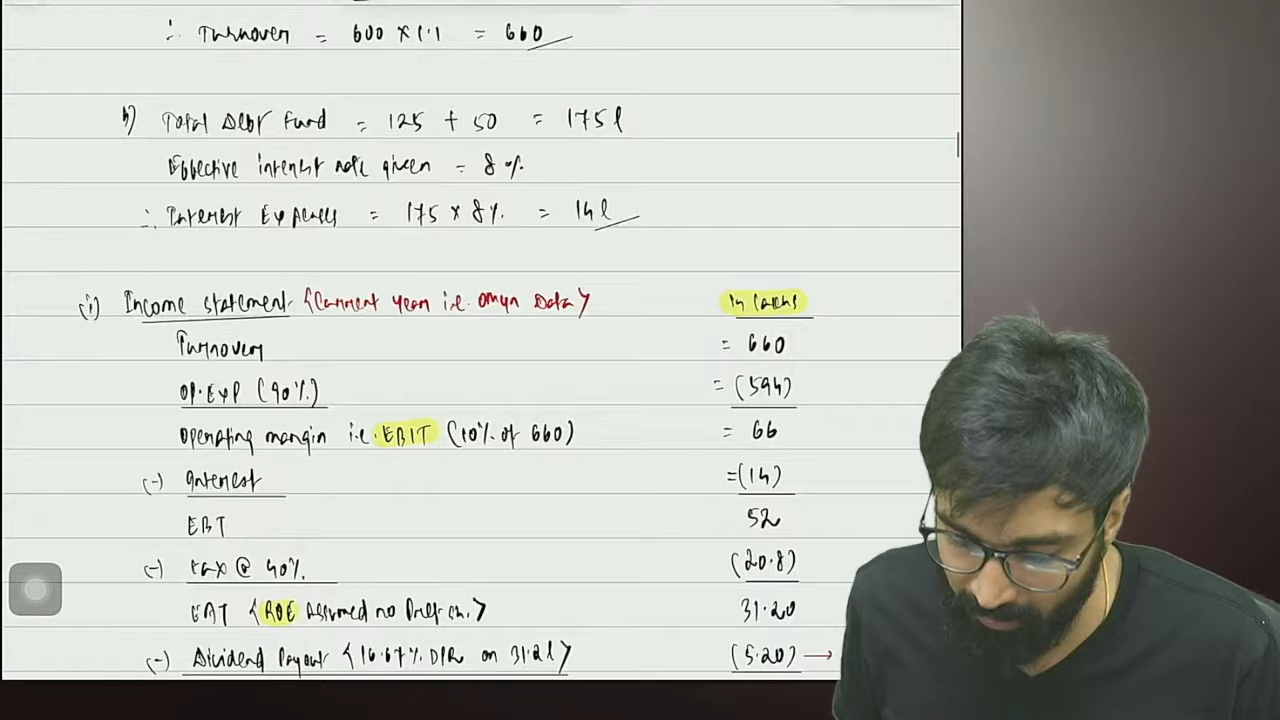 ∴ Turnover = 600 × 1.1 = 660
b) Total Debt Fund = 125 + 50 = 175 l
Effective interest rate given = 8 %
∴ Interest Expenses = 175 × 8% = 14 l
(i) Income statement {Current year i.e. Omyn Data} in lakhs
Turnover = 660
OP. Exp (90%) = (594)
Operating margin i.e. EBIT (10% of 660) = 66
(-) Interest = (14)
EBT 52
(-) tax @ 40% (20.8)
EAT { Assumed no Pref sh.} 31.20
(-) Dividend Payout {16.67% DPR on 31.2 l} (5.20) →